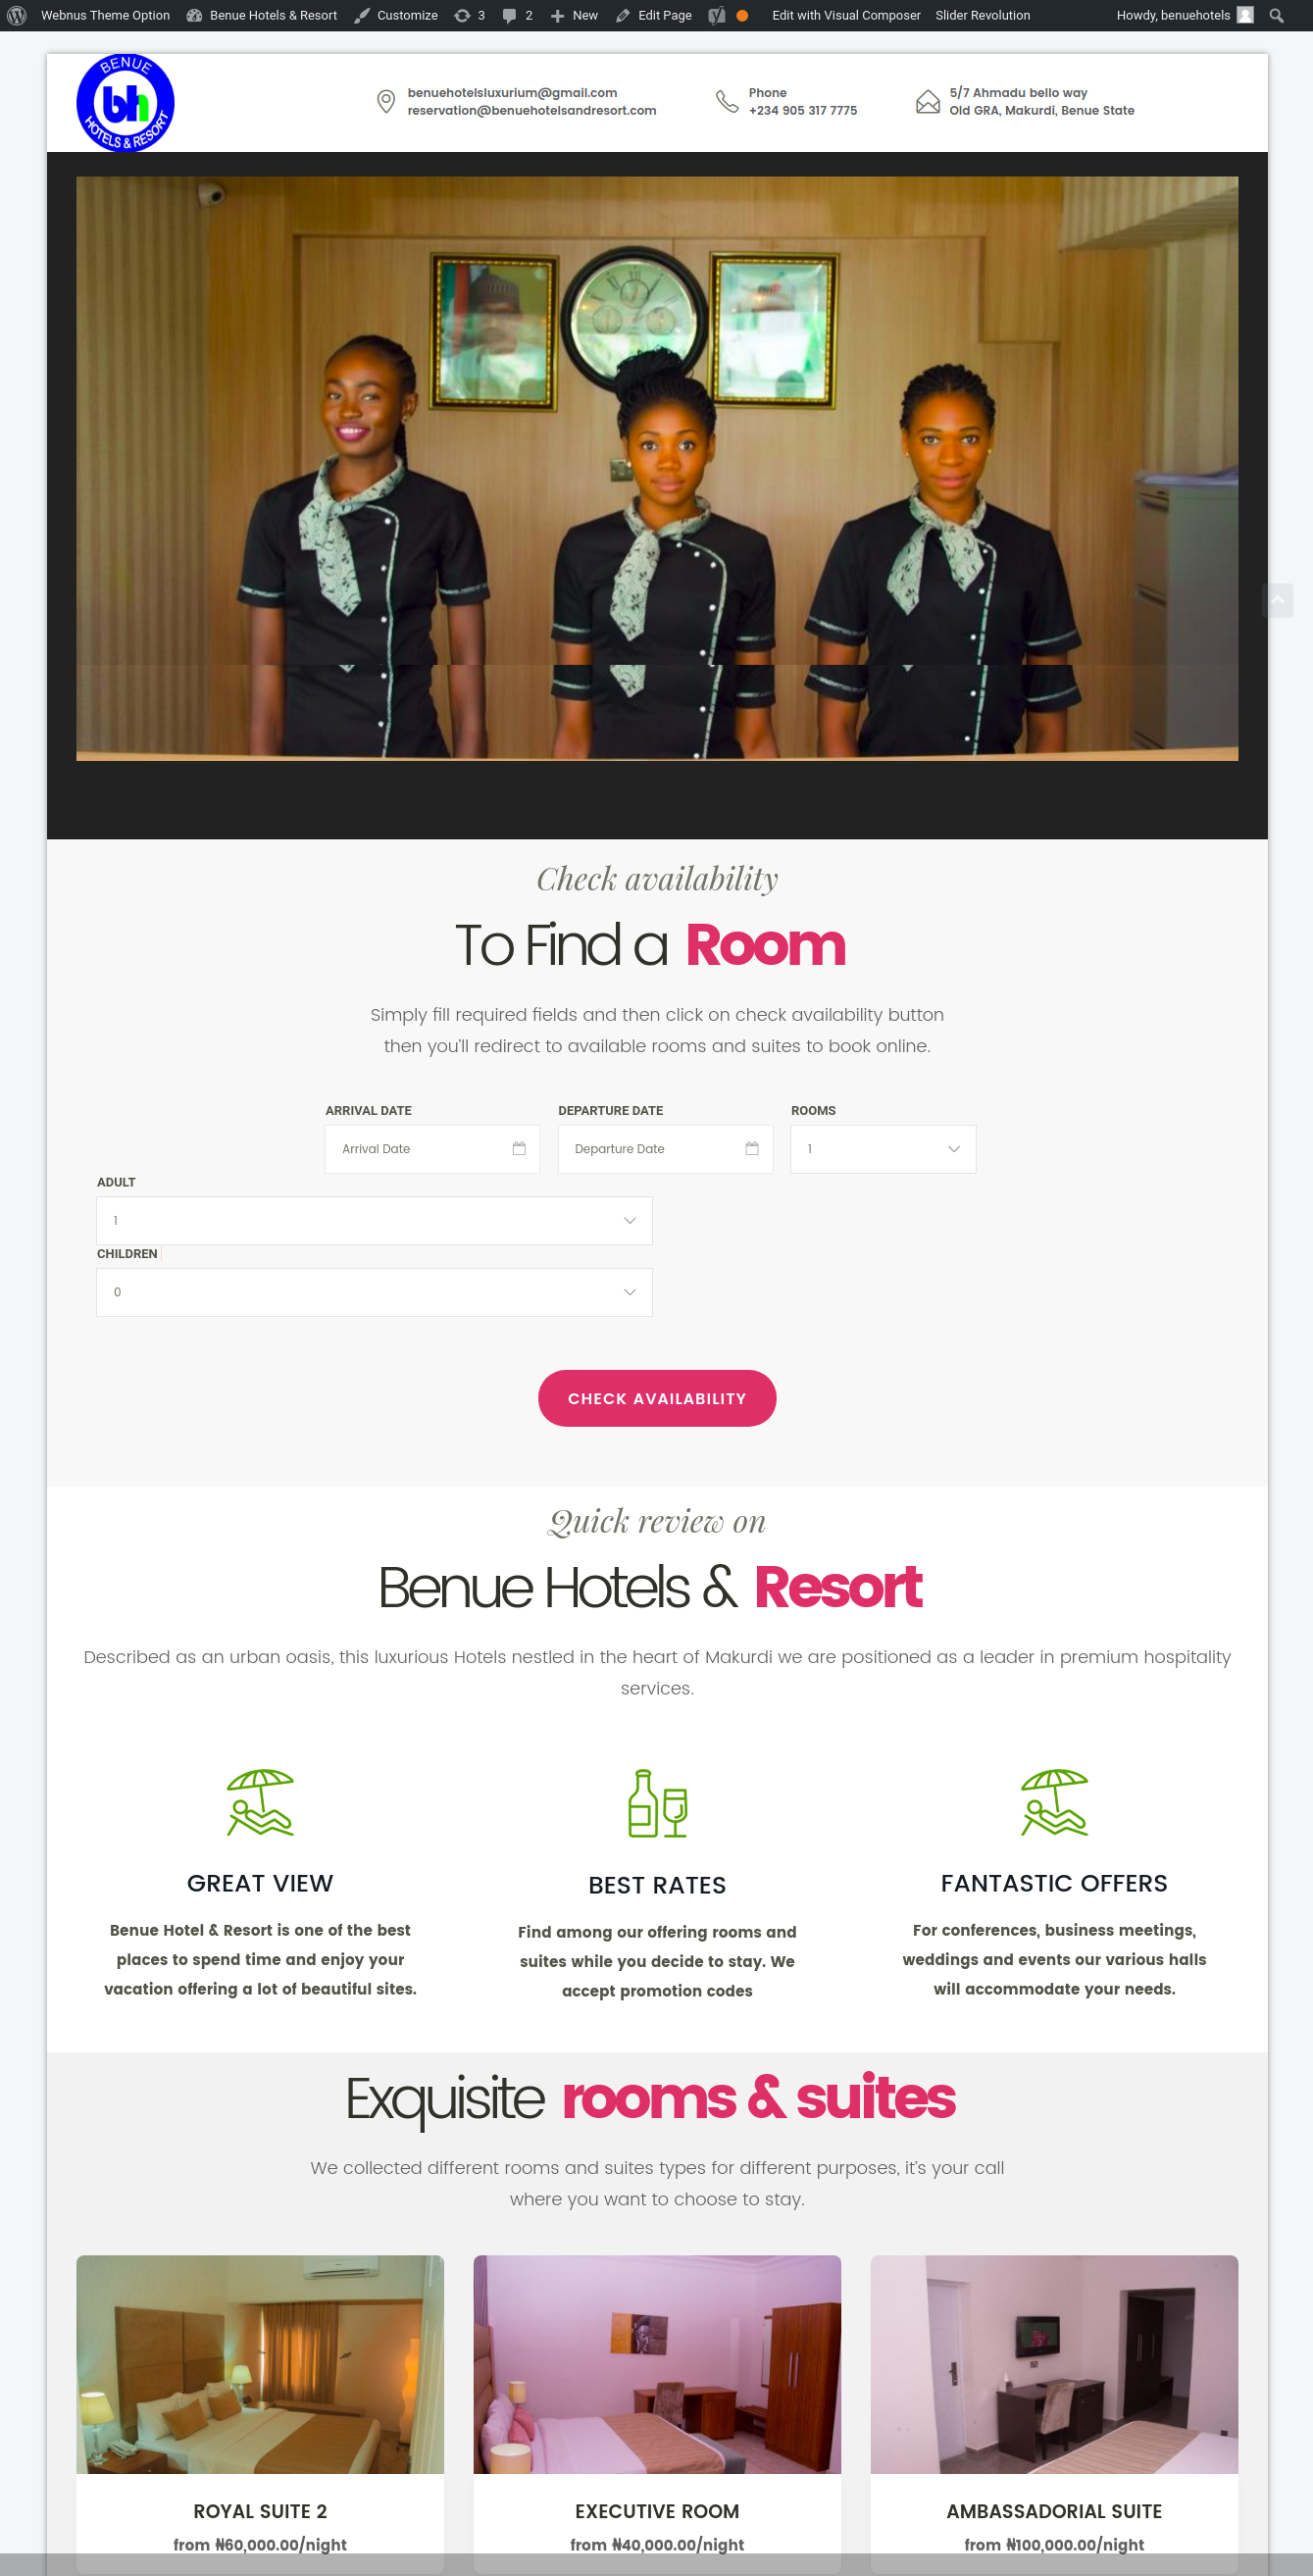 Webnus Theme Option Benue Hotels & Resort Customize 3 2 New Edit Page Edit with Visual Composer Slider Revolution Howdy, benuehotels
BENUE
bh
HOTELS & RESORT
benuehotelsluxurium@gmail.com
reservation@benuehotelsandresort.com
Phone
+234 905 317 7775
5/7 Ahmadu bello way
Old GRA, Makurdi, Benue State
Check availability
To Find a Room
Simply fill required fields and then click on check availability button
then you'll redirect to available rooms and suites to book online.
ARRIVAL DATE DEPARTURE DATE ROOMS
Arrival Date Departure Date 1
ADULT
1
CHILDREN
0
CHECK AVAILABILITY
Quick review on
Benue Hotels & Resort
Described as an urban oasis, this luxurious Hotels nestled in the heart of Makurdi we are positioned as a leader in premium hospitality
services.
GREAT VIEW
Benue Hotel & Resort is one of the best
places to spend time and enjoy your
vacation offering a lot of beautiful sites.
BEST RATES
Find among our offering rooms and
suites while you decide to stay. We
accept promotion codes
FANTASTIC OFFERS
For conferences, business meetings,
weddings and events our various halls
will accommodate your needs.
Exquisite rooms & suites
We collected different rooms and suites types for different purposes, it's your call
where you want to choose to stay.
ROYAL SUITE 2
from ₦60,000.00/night
EXECUTIVE ROOM
from ₦40,000.00/night
AMBASSADORIAL SUITE
from ₦100,000.00/night